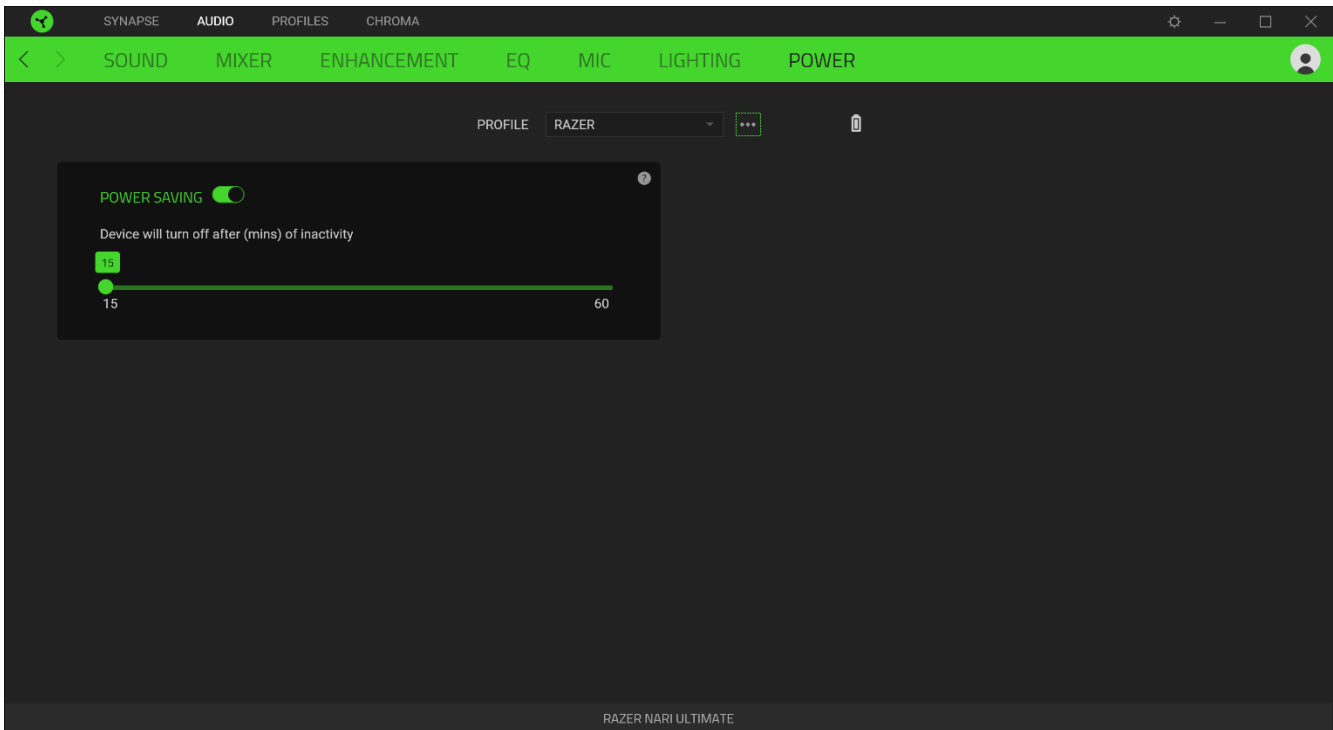 SYNAPSE AUDIO PROFILES CHROMA
SOUND MIXER ENHANCEMENT EQ MIC LIGHTING POWER
PROFILE RAZER
POWER SAVING
?
Device will turn off after (mins) of inactivity
15
15 60
RAZER NARI ULTIMATE